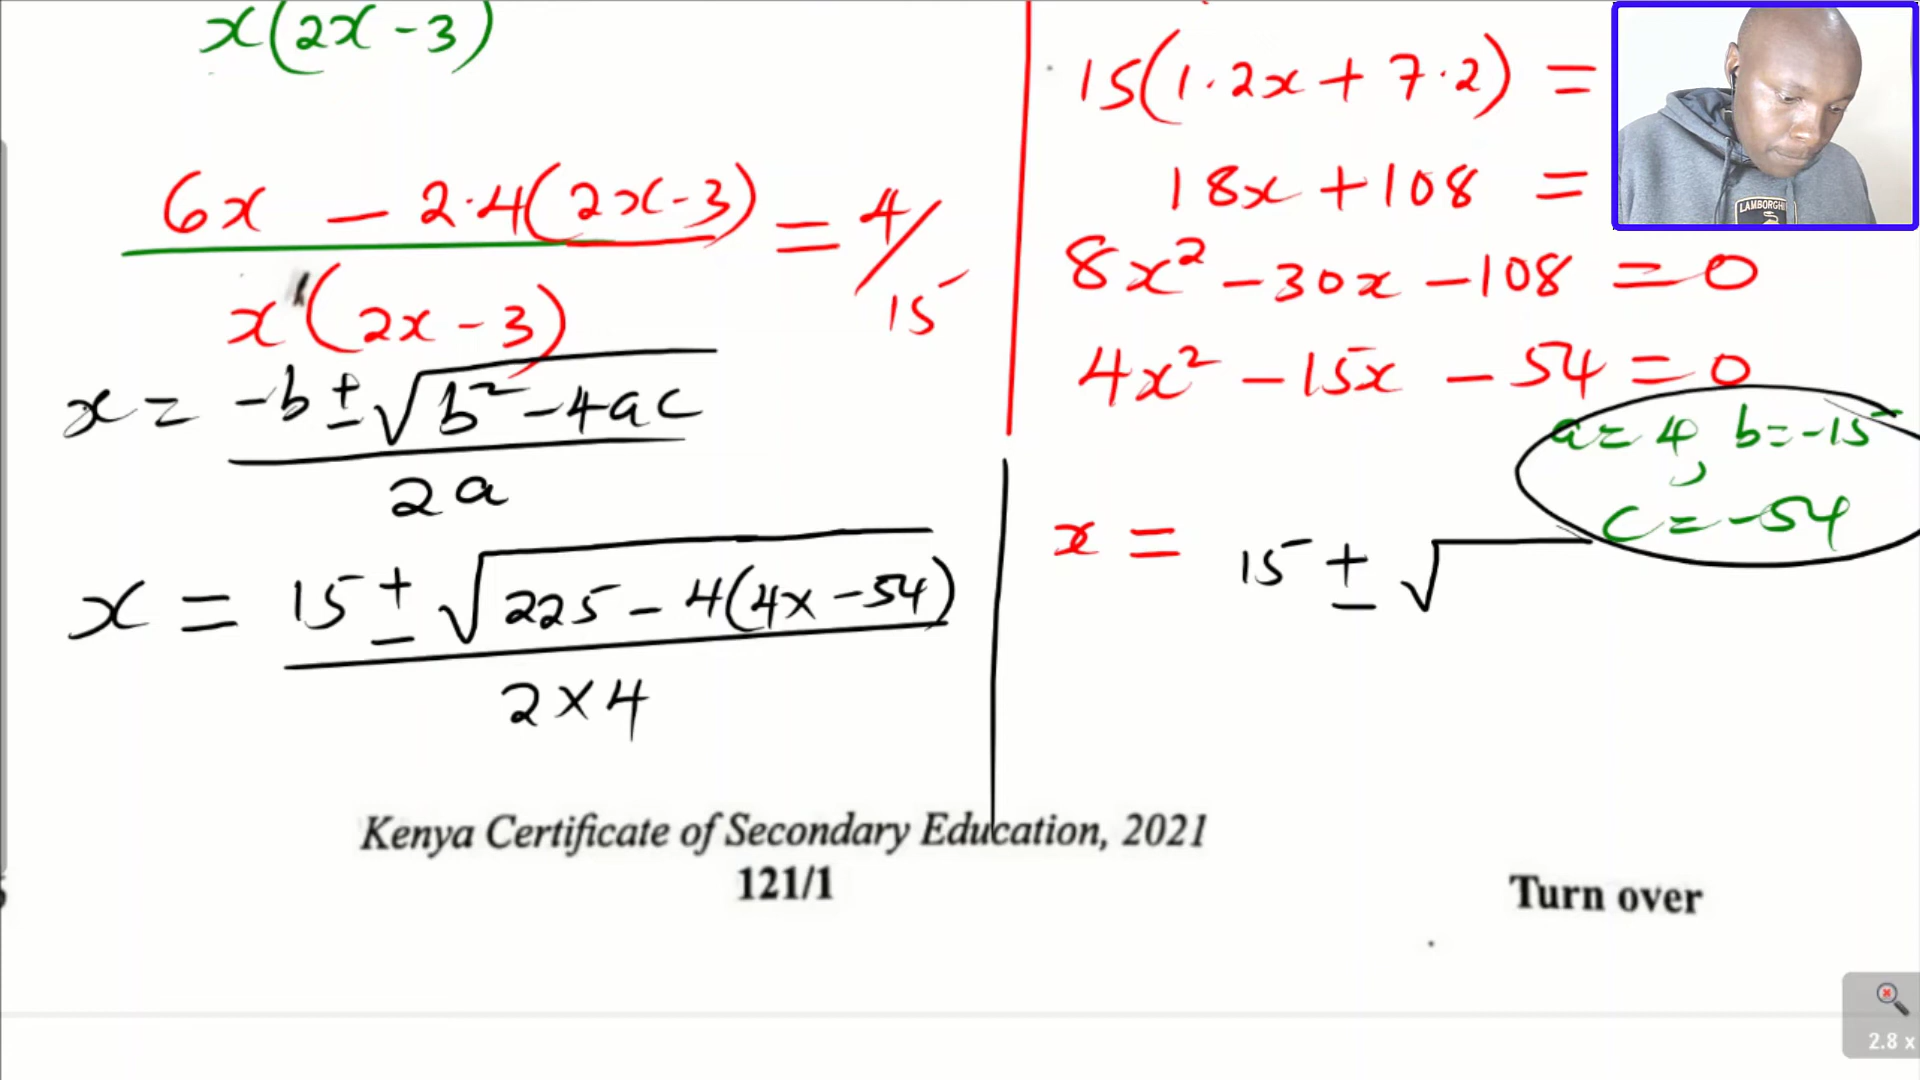 x(2x - 3)
6x - 2.4(2x - 3) = 4/15
x(2x - 3)
x = -b ± √b² - 4ac
2a
x = 15 ± √225 - 4(4x - 54)
2 × 4
15(1.2x + 7.2) =
18x + 108 =
8x² - 30x - 108 = 0
4x² - 15x - 54 = 0
a = 4, b = -15
c = -54
x = 15 ± √
LAMBORGHI
Kenya Certificate of Secondary Education, 2021
121/1
Turn over
2.8 x